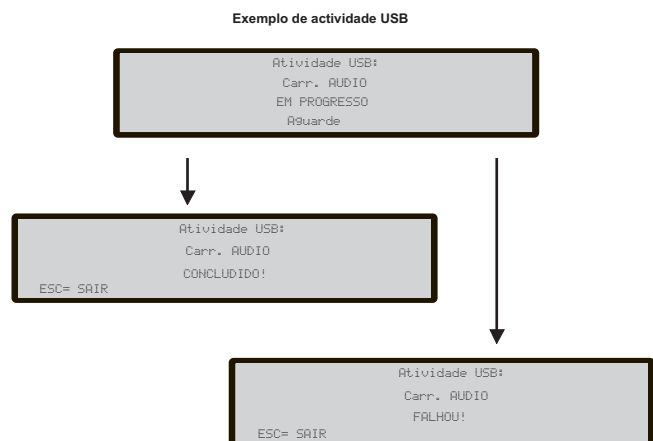 Exemplo de actividade USB
Atividade USB:
Carr. AUDIO
EM PROGRESSO
Aguarde
Atividade USB:
Carr. AUDIO
CONCLUDIDO!
ESC= SAIR
Atividade USB:
Carr. AUDIO
FALHOU!
ESC= SAIR